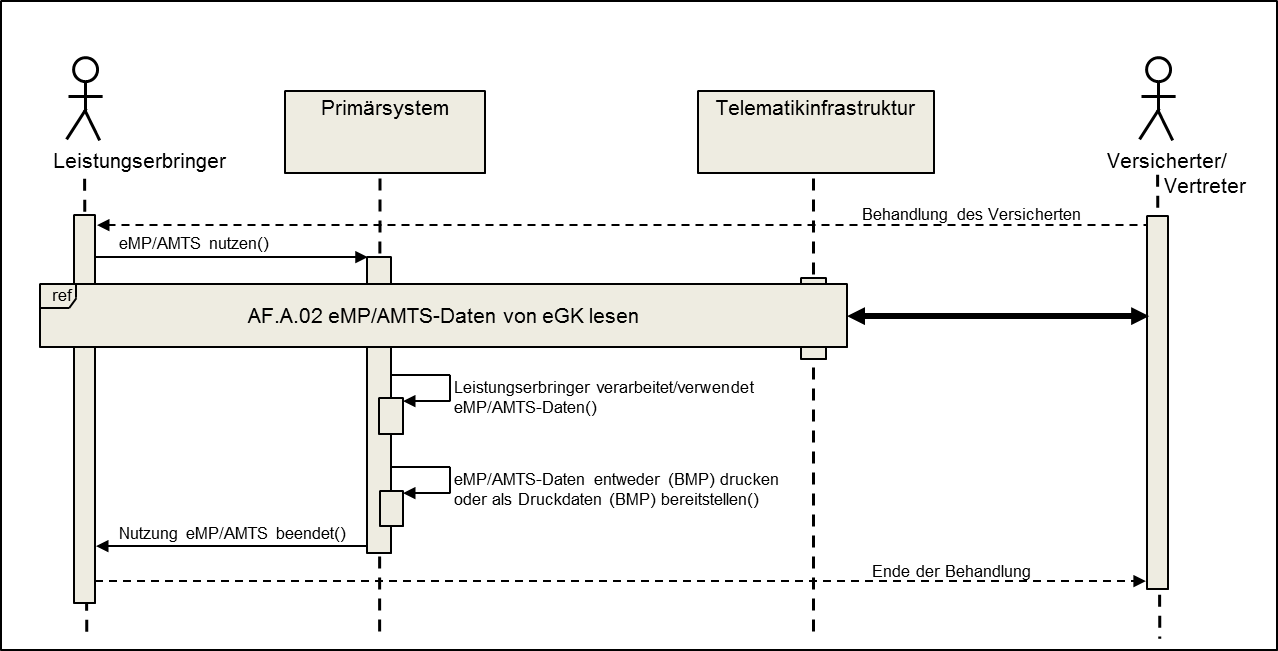 Primärsystem
Telematikinfrastruktur
Leistungserbringer
Versicherter/
Vertreter
Behandlung des Versicherten
eMP/AMTS nutzen()
ref
AF.A.02 eMP/AMTS-Daten von eGK lesen
Leistungserbringer verarbeitet/verwendet
eMP/AMTS-Daten()
eMP/AMTS-Daten entweder (BMP) drucken
oder als Druckdaten (BMP) bereitstellen()
Nutzung eMP/AMTS beendet()
Ende der Behandlung